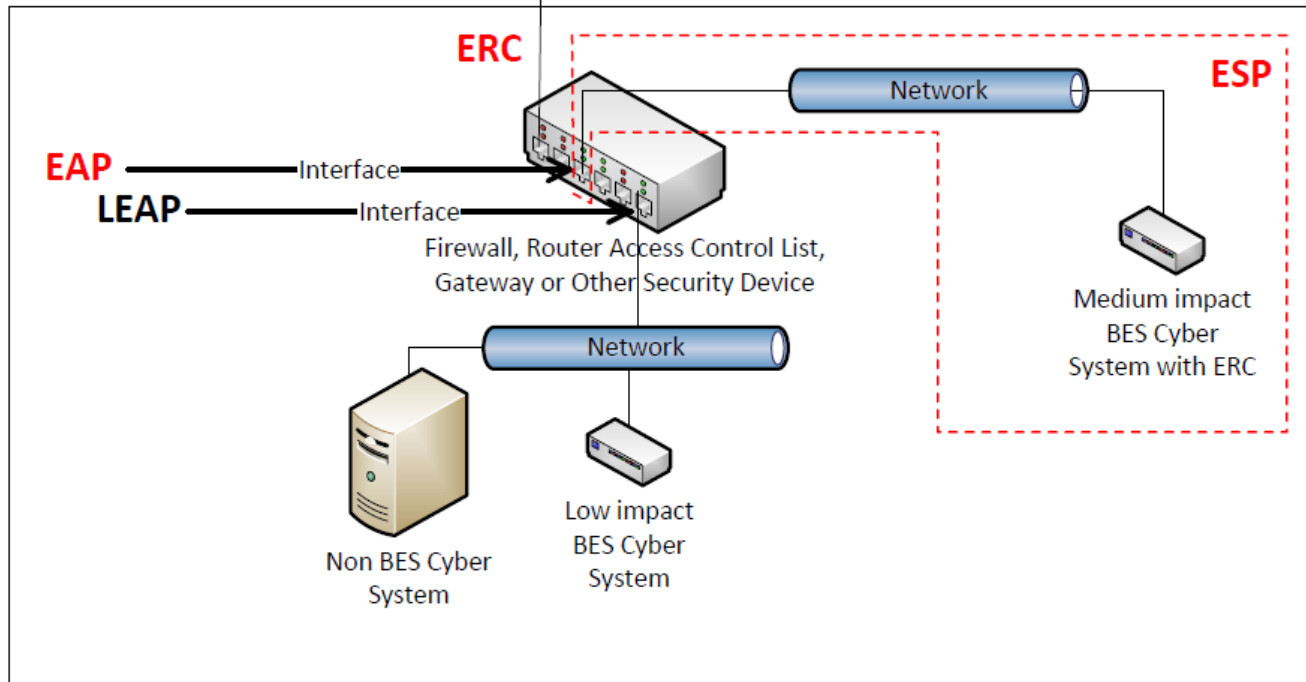 ERC
ESP
Network
EAP
Interface
LEAP
Interface
Firewall, Router Access Control List,
Gateway or Other Security Device
Medium impact
BES Cyber
System with ERC
Network
Low impact
BES Cyber
System
Non BES Cyber
System